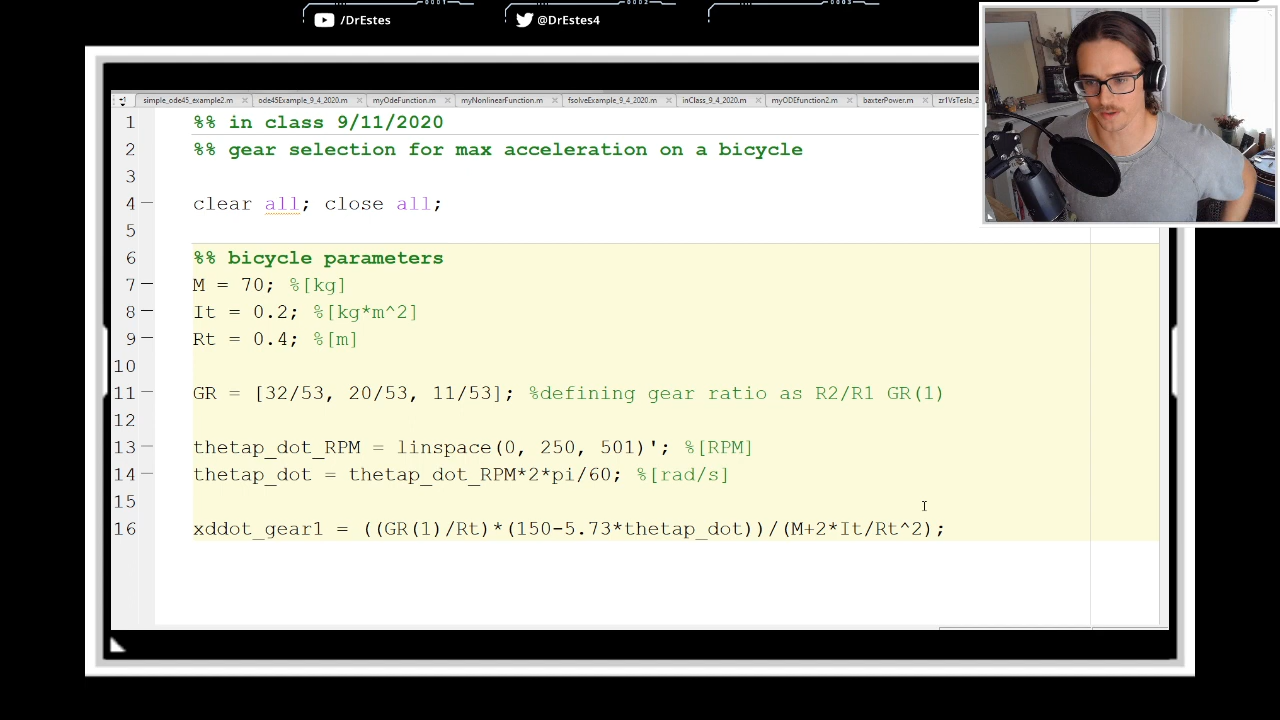 0001
0002
0003
/DrEstes
@DrEstes4
simple_ode45_example2.m
ode45Example_9_4_2020.m
myOdeFunction.m
myNonlinearFunction.m
fsolveExample_9_4_2020.m
inClass_9_4_2020.m
myODEfunction2.m
baxterPower.m
zr1VsTesla_2
1 %% in class 9/11/2020
2 %% gear selection for max acceleration on a bicycle
3
4 clear all; close all;
5
6 %% bicycle parameters
7 M = 70; %[kg]
8 It = 0.2; %[kg*m^2]
9 Rt = 0.4; %[m]
10
11 GR = [32/53, 20/53, 11/53]; %defining gear ratio as R2/R1 GR(1)
12
13 thetap_dot_RPM = linspace(0, 250, 501)'; %[RPM]
14 thetap_dot = thetap_dot_RPM*2*pi/60; %[rad/s]
15
16 xddot_gear1 = ((GR(1)/Rt)*(150-5.73*thetap_dot))/(M+2*It/Rt^2);